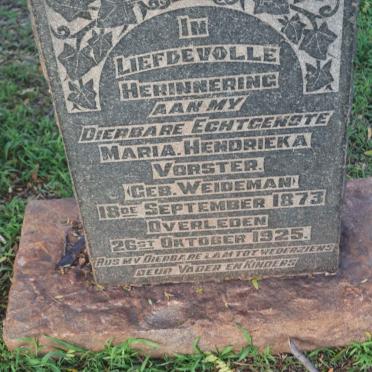 IN
LIEFDEVOLLE
HERINNERING
AAN MY
DIERBARE ECHTGENOTE
MARIA. HENDRIEKA
VORSTER.
(GEB. WEIDEMAN)
18DE SEPTEMBER 1873
OVERLEDEN
26ST OKTOBER 1925.
RUS MY DIERBARE LAM TOT WEDERSIENS
DEUR VADER EN KINDERS